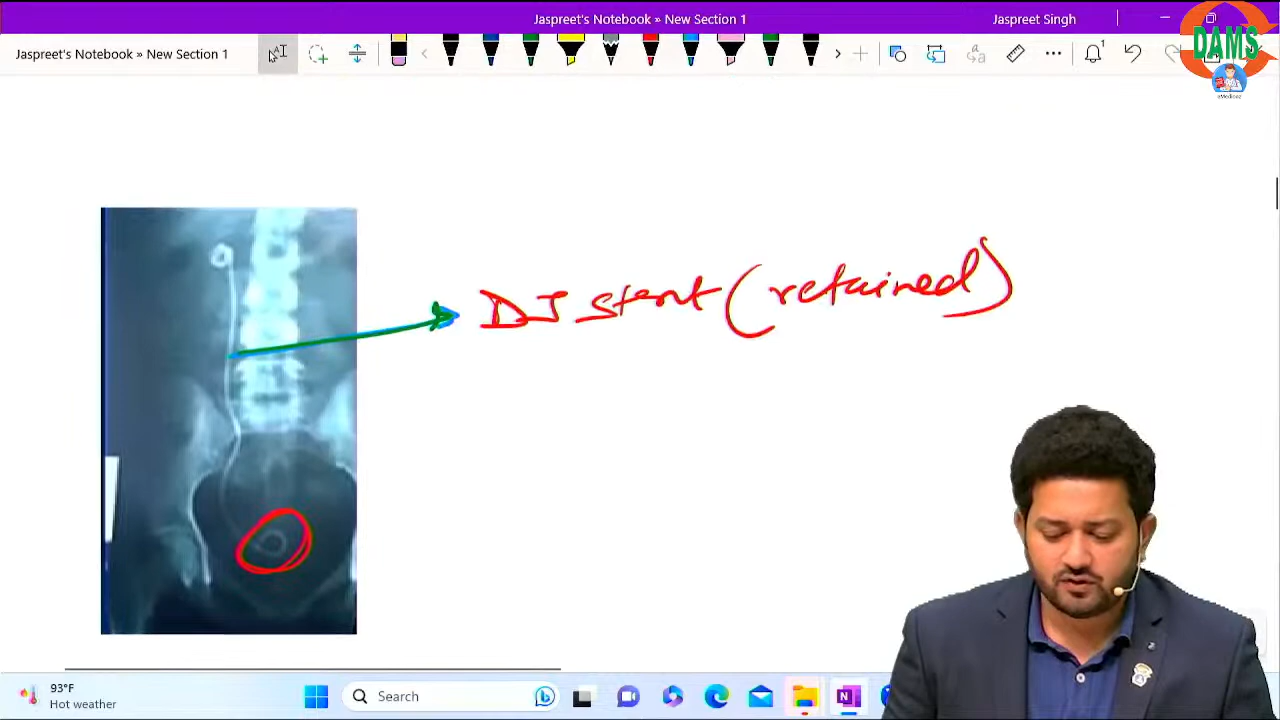 Jaspreet's Notebook » New Section 1
Jaspreet Singh
Jaspreet's Notebook » New Section 1
DAMS
eMedicoz
DJ Stent (retained)
93°F
Hot weather
Search